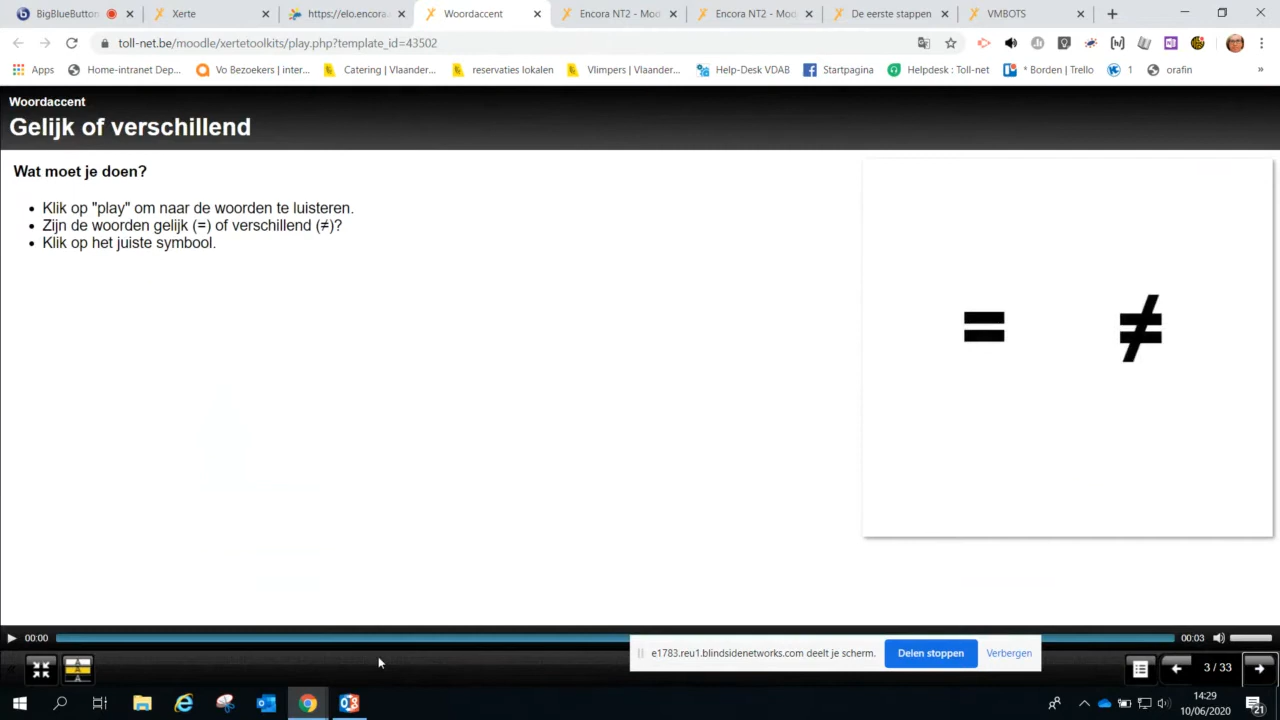 BigBlueButton
Xerte
https://elo.encora.
Woordaccent
Encora NT2 - Moo
Encora NT2 - Moo
De eerste stappen
VMBOTS
toll-net.be/moodle/xertetoolkits/play.php?template_id=43502
Apps
Home-intranet Dep...
Vo Bezoekers | inter...
Catering | Vlaander...
reservaties lokalen
Vlimpers | Vlaander...
Help-Desk VDAB
Startpagina
Helpdesk : Toll-net
* Borden | Trello
1
orafin
»
Woordaccent
Gelijk of verschillend
Wat moet je doen?
• Klik op "play" om naar de woorden te luisteren.
• Zijn de woorden gelijk (=) of verschillend (≠)?
• Klik op het juiste symbool.
= ≠
00:00
00:03
e1783.reu1.blindsidenetworks.com deelt je scherm.
Delen stoppen
Verbergen
3 / 33
14:29
10/06/2020
21